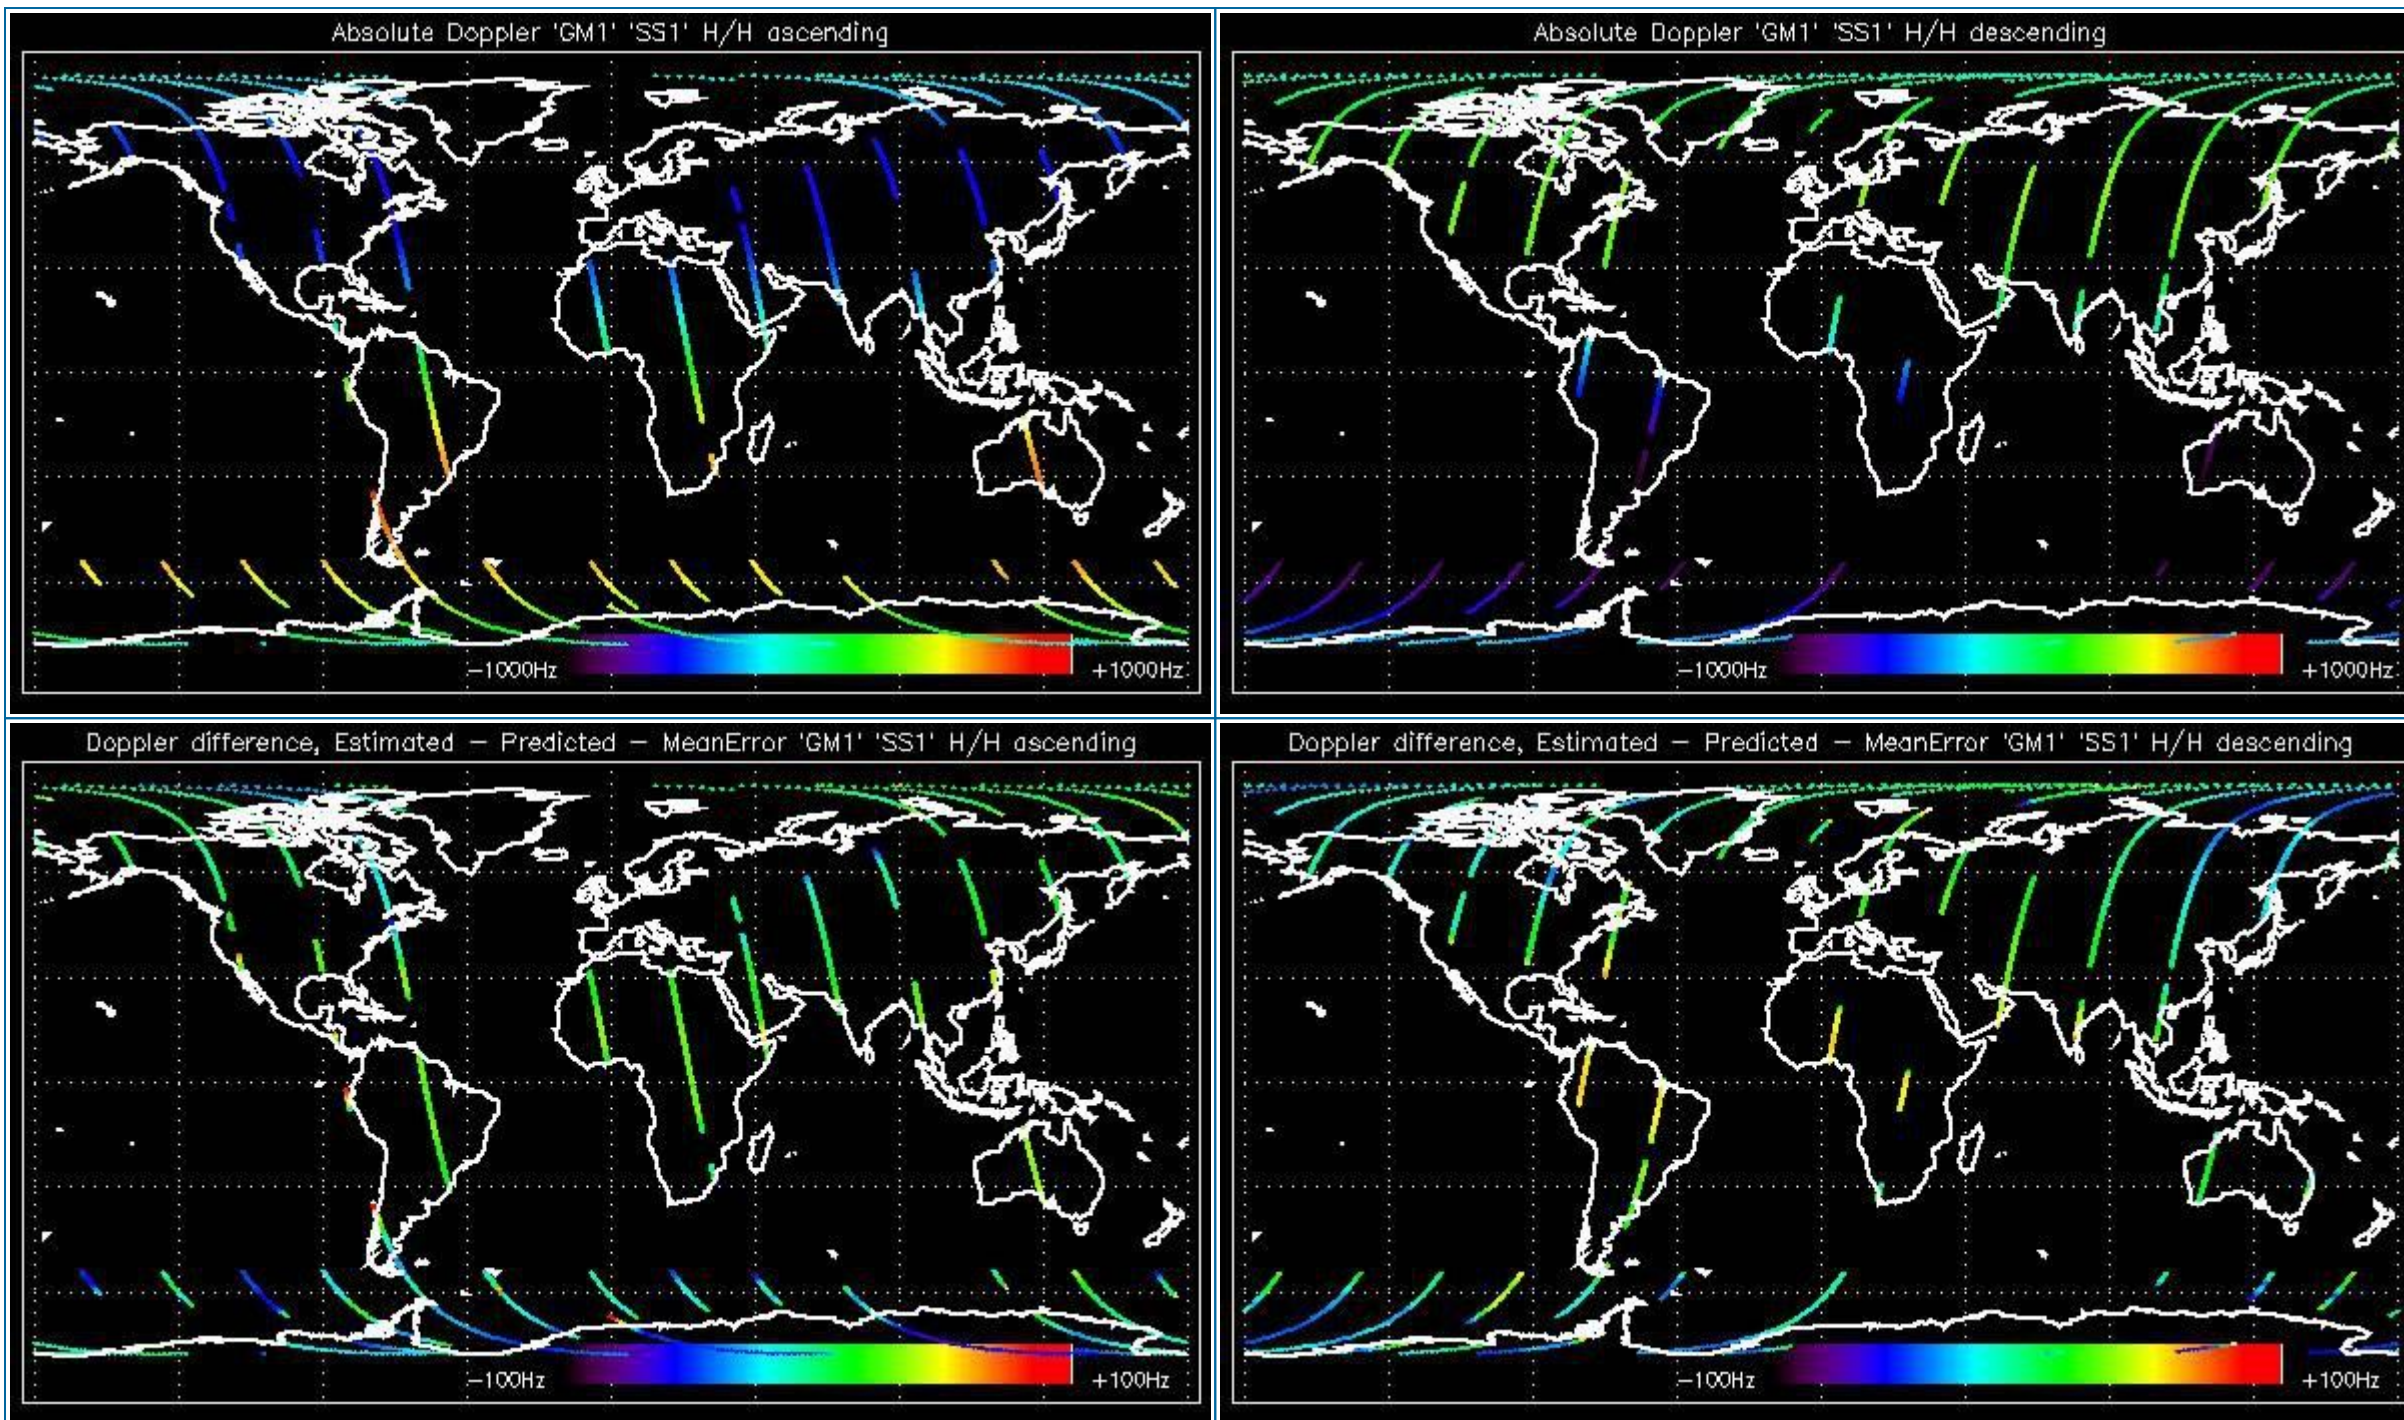 Absolute Doppler 'GM1' 'SS1' H/H ascending
−1000Hz
+1000Hz
Absolute Doppler 'GM1' 'SS1' H/H descending
−1000Hz
+1000Hz
Doppler difference, Estimated − Predicted − MeanError 'GM1' 'SS1' H/H ascending
−100Hz
+100Hz
Doppler difference, Estimated − Predicted − MeanError 'GM1' 'SS1' H/H descending
−100Hz
+100Hz